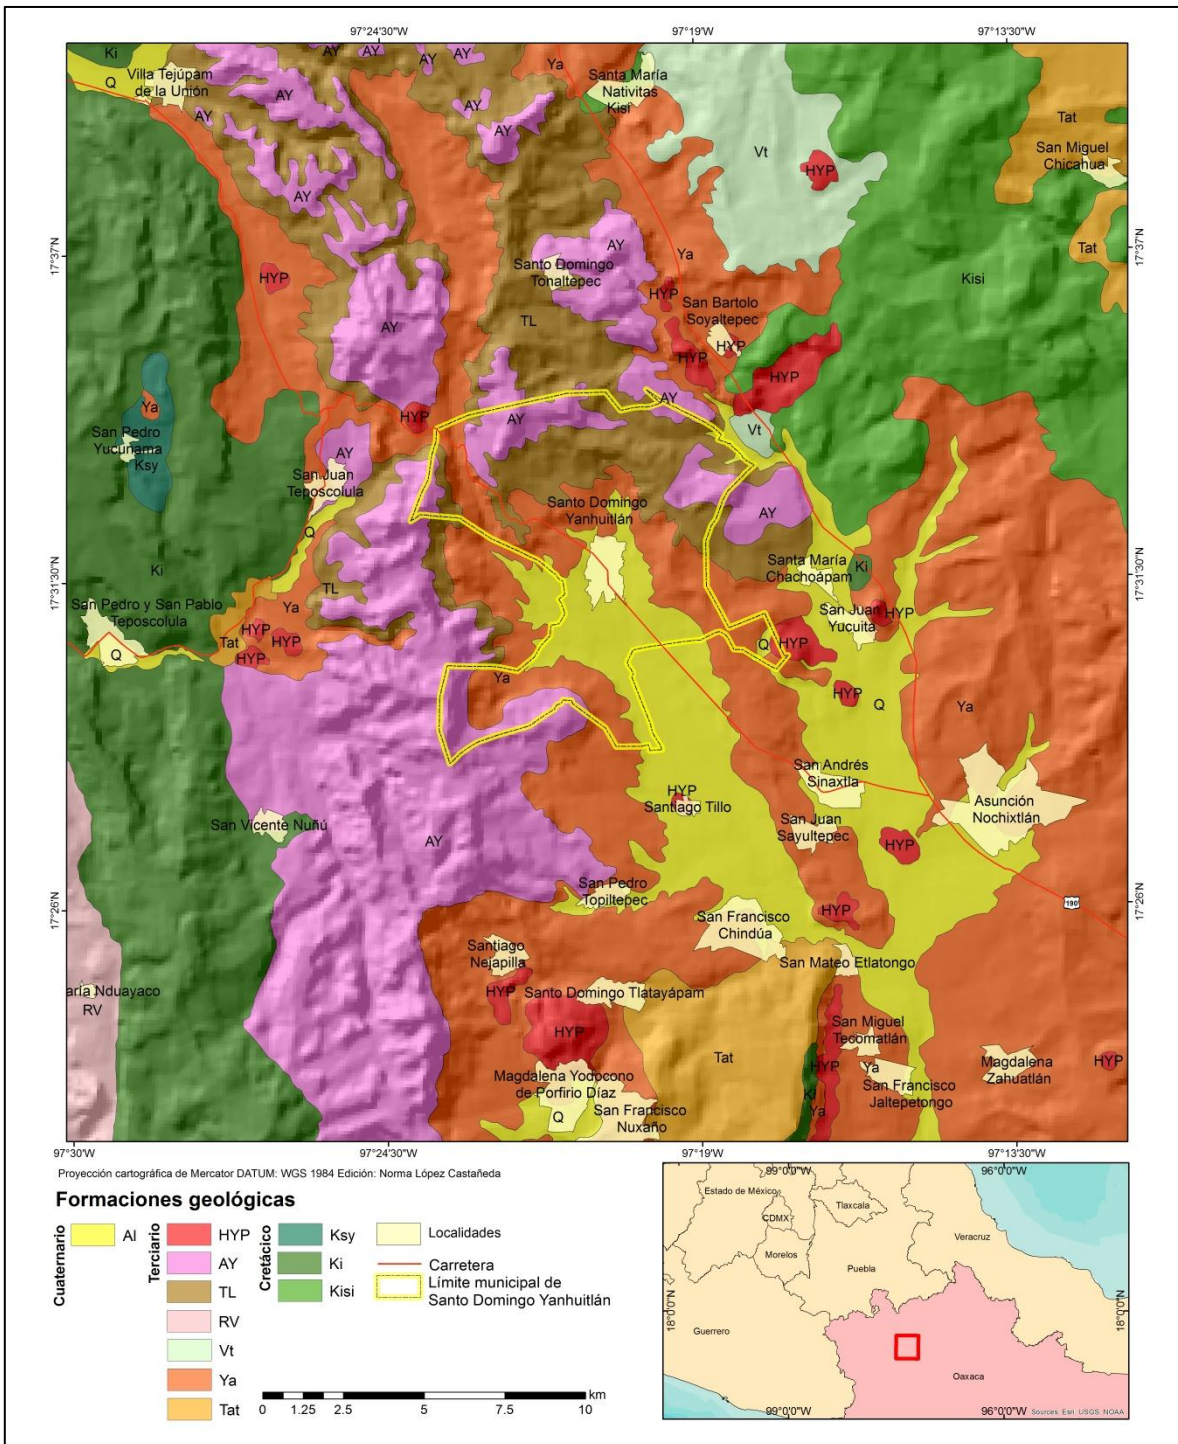 97°24'30"W
97°19'W
97°13'30"W
Ki
AY
AY
AY
AY
Q
Villa Tejúpam
de la Unión
AY
AY
AY
AY
AY
Ya
Santa María
Nativitas
Kisi
Vt
HYP
Tat
San Miguel
Chicahua
Tat
Kisi
17°37'N
17°37'N
HYP
Santo Domingo
Tonaltepec
AY
Ya
HYP
San Bartolo
Soyaltepec
HYP
HYP
HYP
AY
TL
Ya
San Pedro
Yucunama
Ksy
HYP
AY
AY
Vt
AY
San Juan
Teposcolula
Q
Santo Domingo
Yanhuitlán
AY
Ki
TL
Santa María
Chachoápam
Ki
17°31'30"N
17°31'30"N
San Pedro y San Pablo
Teposcolula
Q
Ya
Tat
HYP
HYP
HYP
San Juan
Yucuita
HYP
Q
HYP
Ya
HYP
Q
Ya
San Andrés
Sinaxtla
HYP
Santiago Tillo
Asunción
Nochixtlán
San Vicente Nuñú
AY
San Juan
Sayultepec
HYP
San Pedro
Topiltepec
17°26'N
17°26'N
190
San Francisco
Chindúa
HYP
Santiago
Nejapilla
San Mateo Etlatongo
aría Nduayaco
RV
HYP
Santo Domingo Tlatayápam
HYP
San Miguel
Tecomatlán
Tat
HYP
Ya
Magdalena
Zahuatlán
HYP
Magdalena Yodocono
de Porfirio Díaz
San Francisco
Jaltepetongo
Ki
Ya
Q
San Francisco
Nuxaño
97°30'W
97°24'30"W
97°19'W
97°13'30"W
Proyección cartográfica de Mercator DATUM: WGS 1984 Edición: Norma López Castañeda
Formaciones geológicas
Cuaternario
Al
Terciario
HYP
AY
TL
RV
Vt
Ya
Tat
Cretácico
Ksy
Ki
Kisi
Localidades
Carretera
Límite municipal de
Santo Domingo Yanhuitlán
km
0 1.25 2.5 5 7.5 10
99°0'0"W
96°0'0"W
Estado de México
Tlaxcala
CDMX
Morelos
Veracruz
Puebla
18°0'0"N
18°0'0"N
Guerrero
Oaxaca
99°0'0"W
96°0'0"W
Sources: Esri, USGS, NOAA